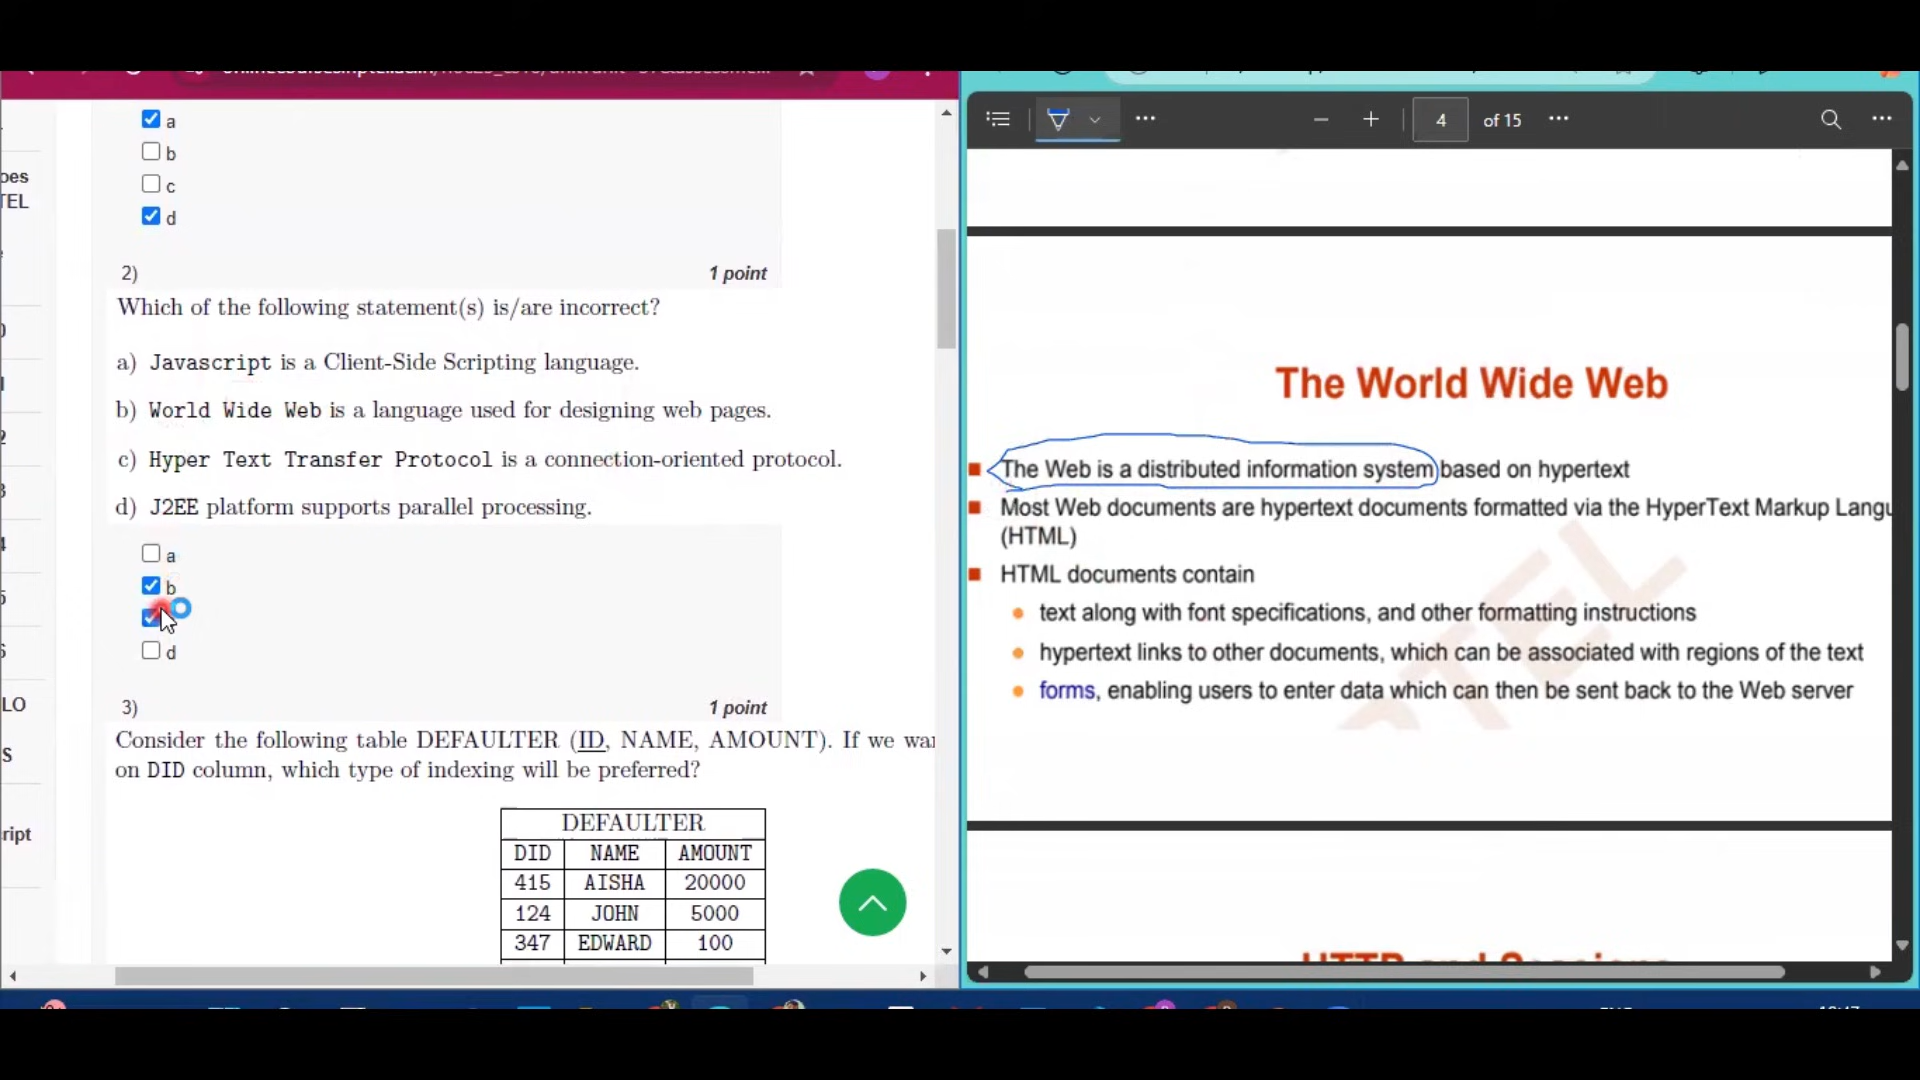 a
b
c
d
2) 1 point
Which of the following statement(s) is/are incorrect?
a) Javascript is a Client-Side Scripting language.
b) World Wide Web is a language used for designing web pages.
c) Hyper Text Transfer Protocol is a connection-oriented protocol.
d) J2EE platform supports parallel processing.
a
b
d
3) 1 point
Consider the following table DEFAULTER (ID, NAME, AMOUNT). If we
on DID column, which type of indexing will be preferred?
DEFAULTER
DID NAME AMOUNT
415 AISHA 20000
124 JOHN 5000
347 EDWARD 100
4 of 15
The World Wide Web
The Web is a distributed information system based on hypertext
Most Web documents are hypertext documents formatted via the HyperText Markup
(HTML)
HTML documents contain
text along with font specifications, and other formatting instructions
hypertext links to other documents, which can be associated with regions of the text
forms, enabling users to enter data which can then be sent back to the Web server